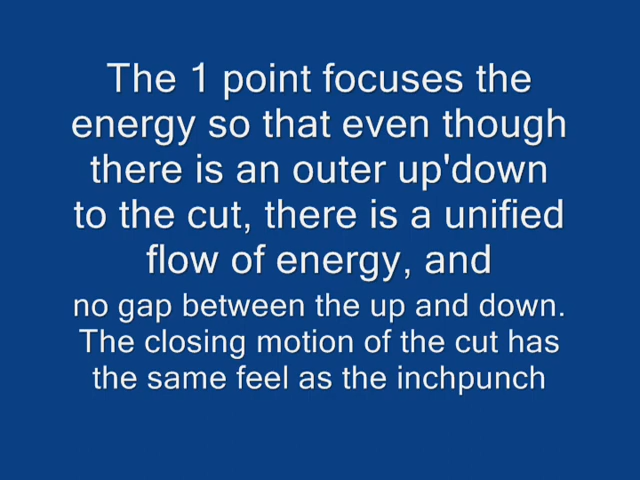 The 1 point focuses the
energy so that even though
there is an outer up'down
to the cut, there is a unified
flow of energy, and
no gap between the up and down.
The closing motion of the cut has
the same feel as the inchpunch